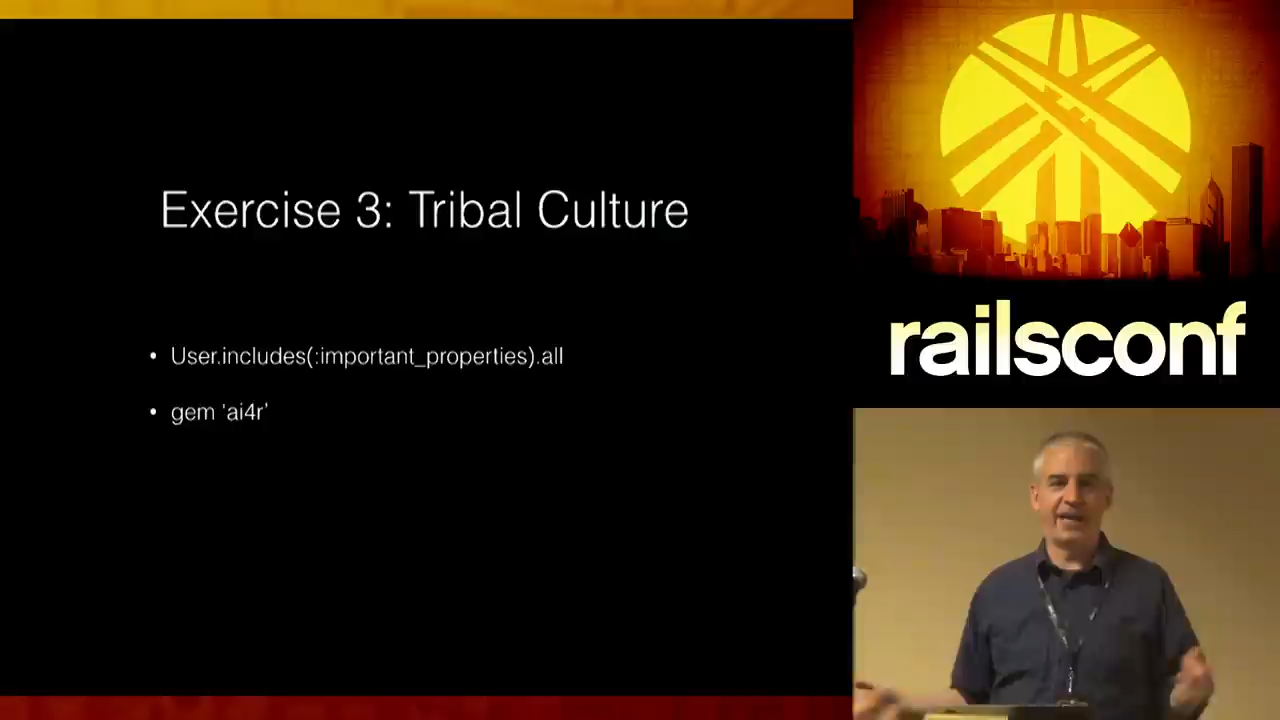 Exercise 3: Tribal Culture
• User.includes(:important_properties).all
• gem ‘ai4r’
railsconf